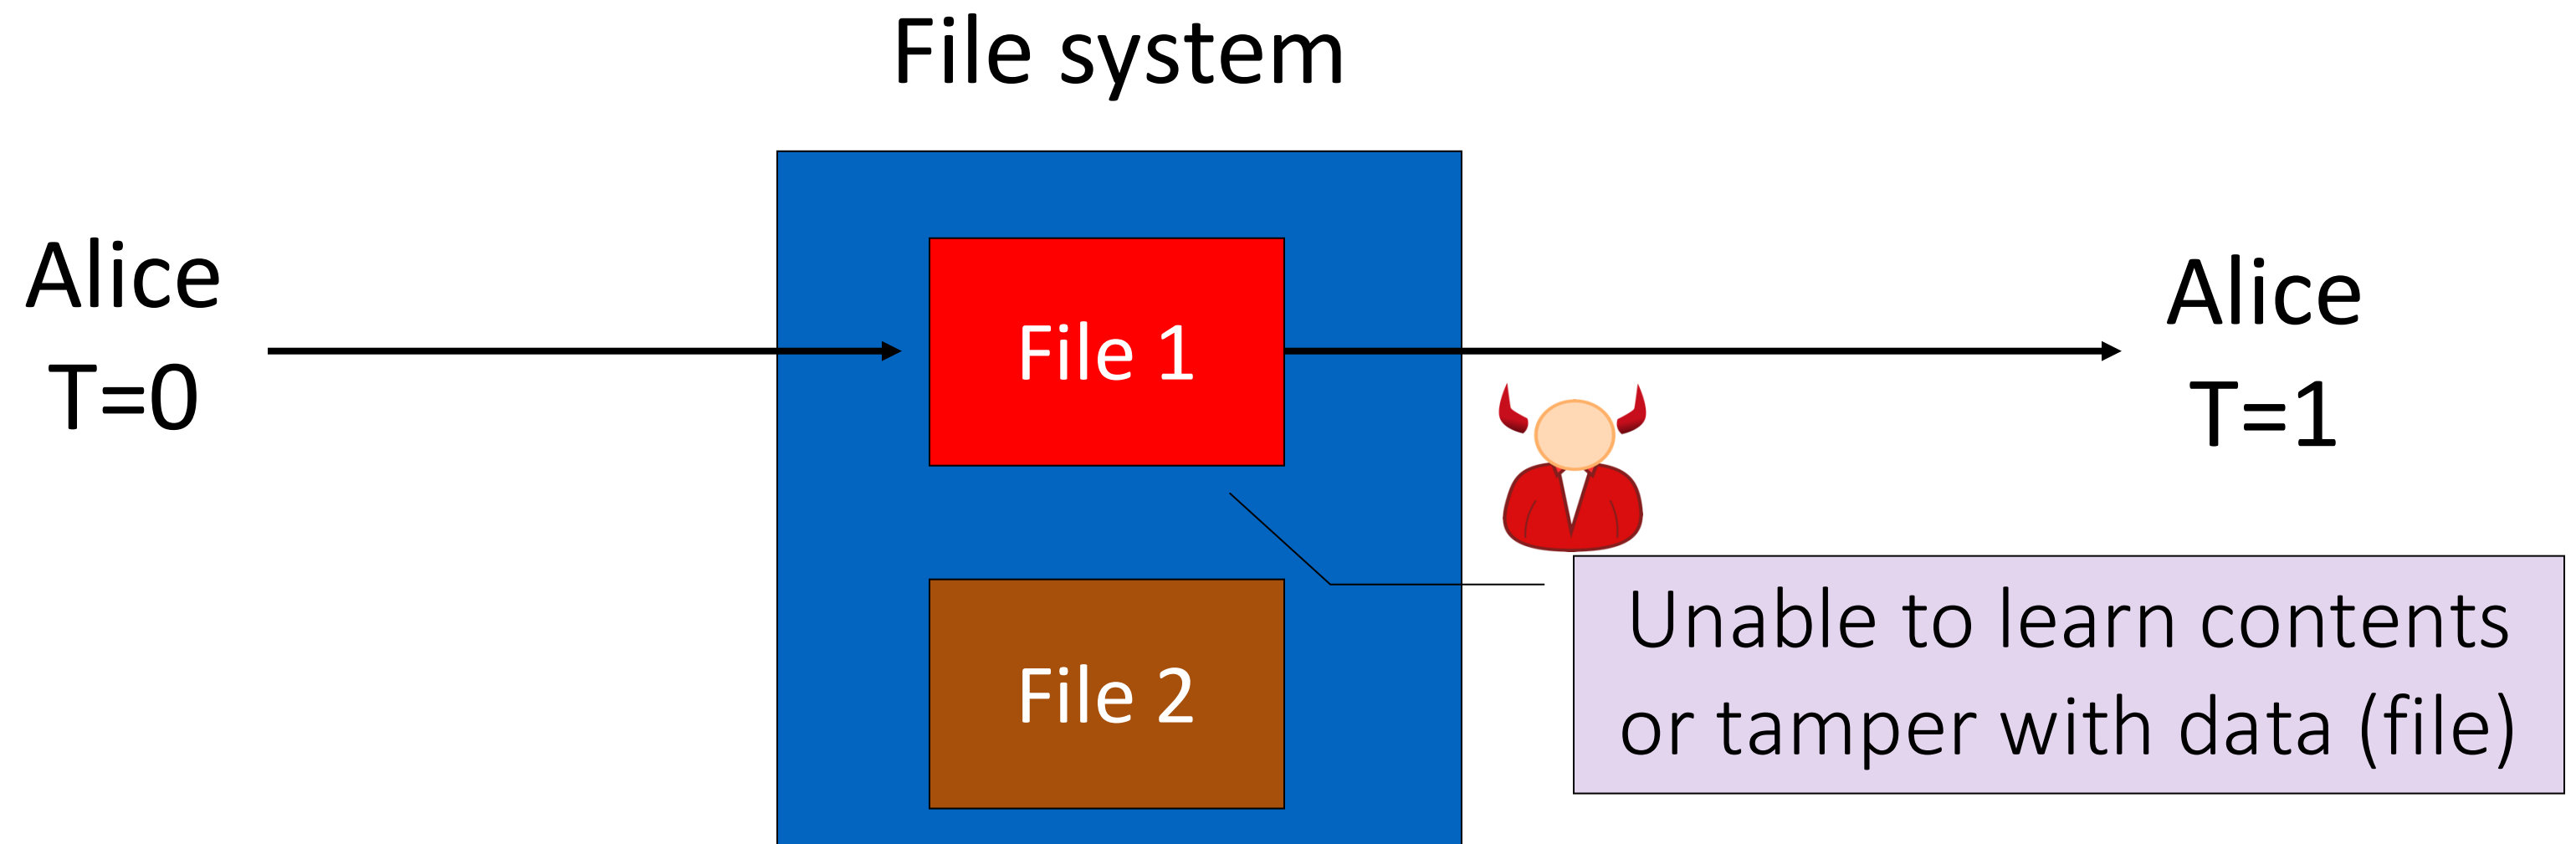 File system
Alice
T=0
File 1
Alice
T=1
File 2
Unable to learn contents
or tamper with data (file)